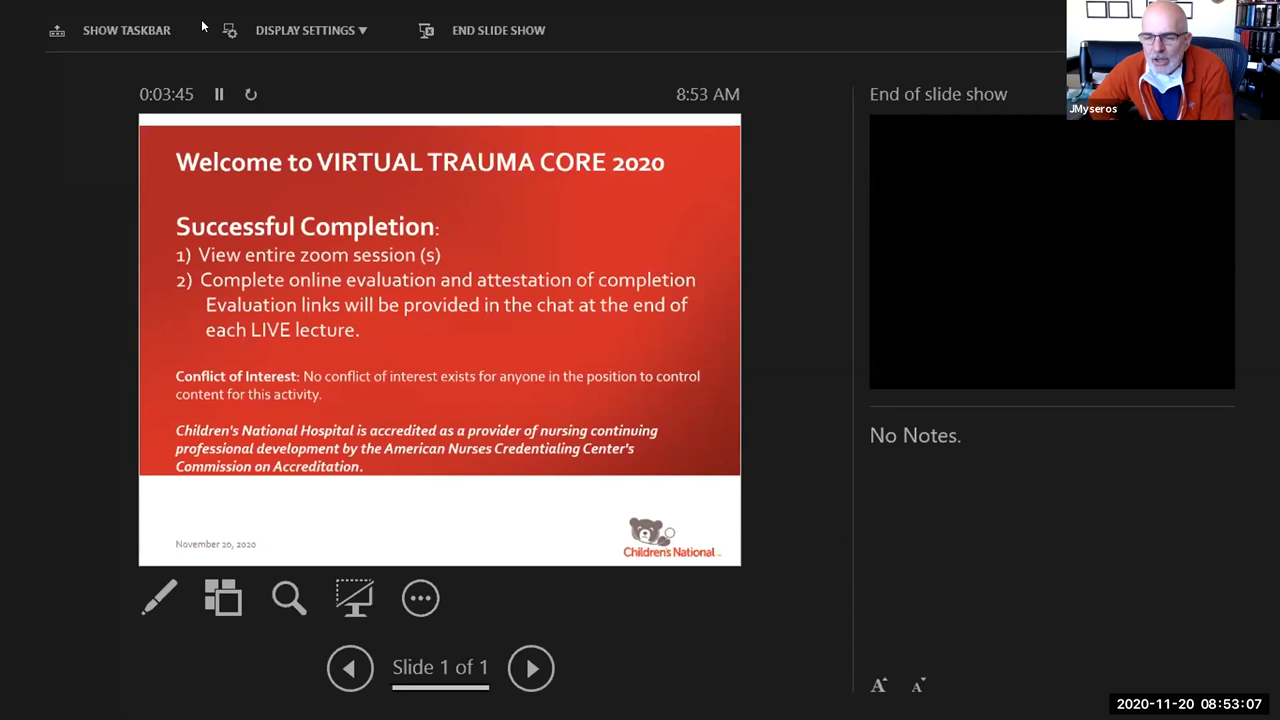 SHOW TASKBAR
DISPLAY SETTINGS ▾
END SLIDE SHOW
JMyseros
0:03:45
8:53 AM
End of slide show
Welcome to VIRTUAL TRAUMA CORE 2020
Successful Completion:
1) View entire zoom session (s)
2) Complete online evaluation and attestation of completion
Evaluation links will be provided in the chat at the end of
each LIVE lecture.
Conflict of Interest: No conflict of interest exists for anyone in the position to control
content for this activity.
Children's National Hospital is accredited as a provider of nursing continuing
professional development by the American Nurses Credentialing Center's
Commission on Accreditation.
November 20, 2020
Children's National™
No Notes.
Slide 1 of 1
A A
2020-11-20 08:53:07